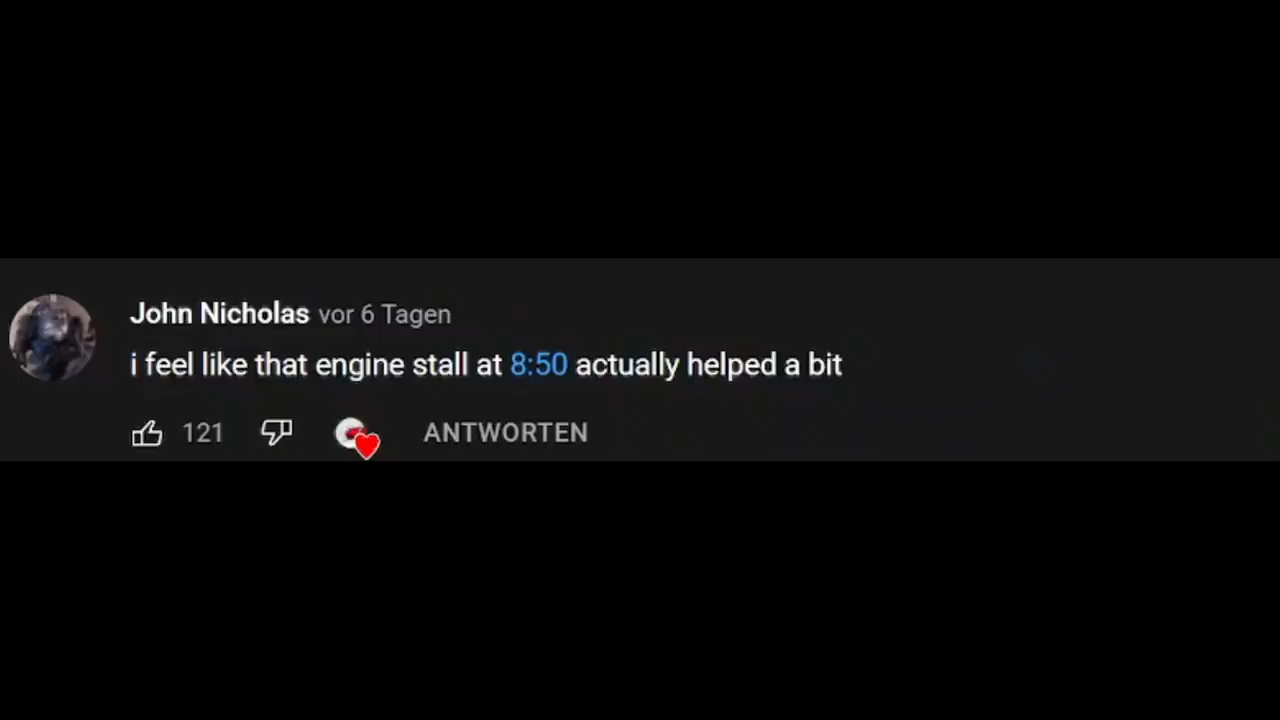 John Nicholas vor 6 Tagen
i feel like that engine stall at 8:50 actually helped a bit
121 ANTWORTEN